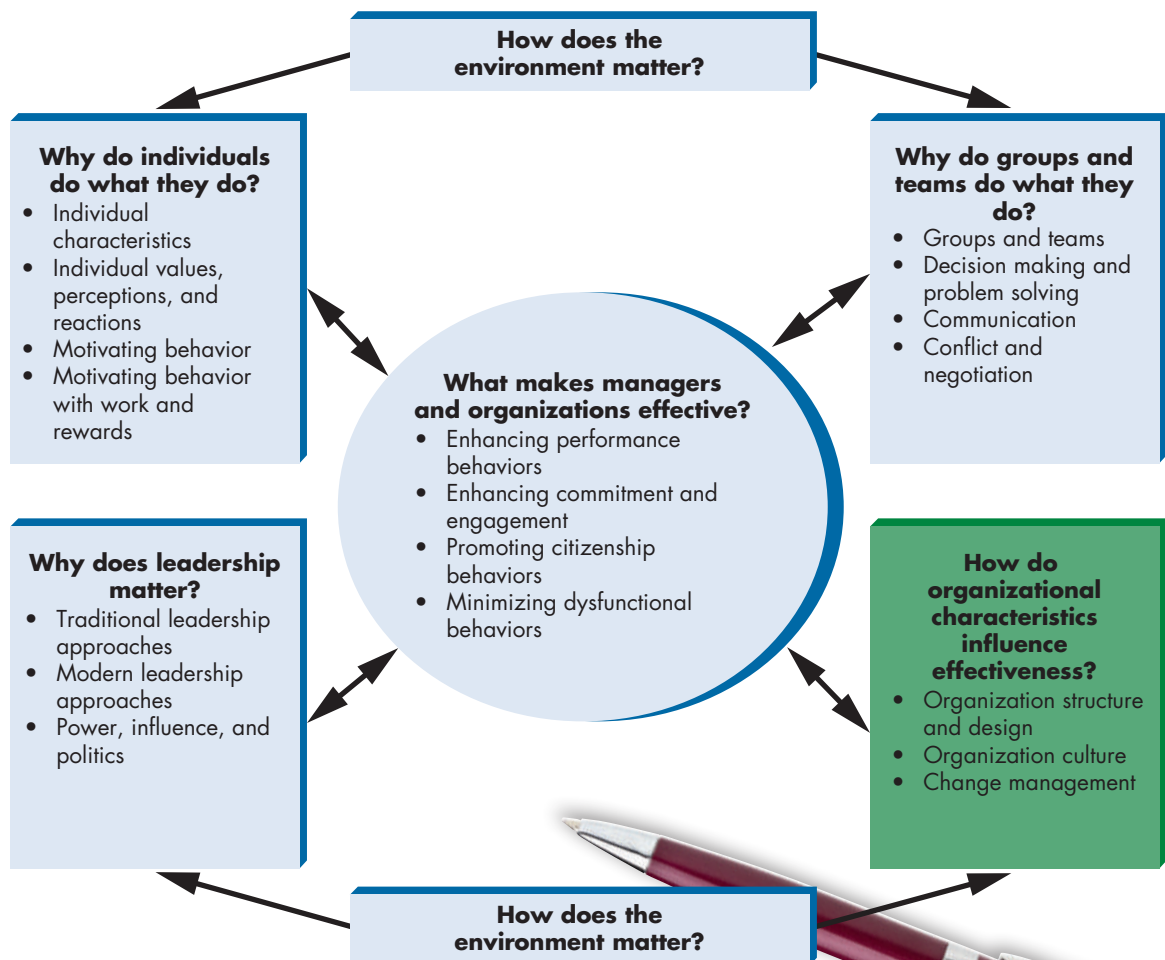 How does the
environment matter?
Why do individuals
do what they do?
• Individual
characteristics
• Individual values,
perceptions, and
reactions
• Motivating behavior
• Motivating behavior
with work and
rewards
Why do groups and
teams do what they
do?
• Groups and teams
• Decision making and
problem solving
• Communication
• Conflict and
negotiation
What makes managers
and organizations effective?
• Enhancing performance
behaviors
• Enhancing commitment and
engagement
• Promoting citizenship
behaviors
• Minimizing dysfunctional
behaviors
Why does leadership
matter?
• Traditional leadership
approaches
• Modern leadership
approaches
• Power, influence, and
politics
How do
organizational
characteristics
influence
effectiveness?
• Organization structure
and design
• Organization culture
• Change management
How does the
environment matter?